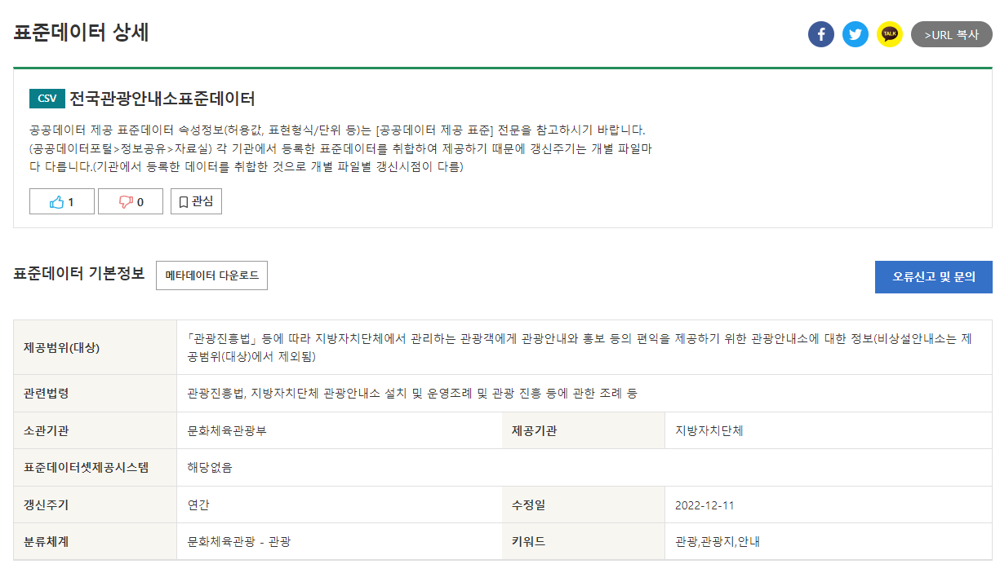 표준데이터 상세
TALK
>URL 복사
CSV 전국관광안내소표준데이터
공공데이터 제공 표준데이터 속성정보(허용값, 표현형식/단위 등)는 [공공데이터 제공 표준] 전문을 참고하시기 바랍니다.
(공공데이터포털>정보공유>자료실) 각 기관에서 등록한 표준데이터를 취합하여 제공하기 때문에 갱신주기는 개별 파일마
다 다릅니다.(기관에서 등록한 데이터를 취합한 것으로 개별 파일별 갱신시점이 다름)
1 0 관심
표준데이터 기본정보 메타데이터 다운로드 오류신고 및 문의
제공범위(대상) 「관광진흥법」 등에 따라 지방자치단체에서 관리하는 관광객에게 관광안내와 홍보 등의 편익을 제공하기 위한 관광안내소에 대한 정보(비상설안내소는 제
공범위(대상)에서 제외됨)
관련법령 관광진흥법, 지방자치단체 관광안내소 설치 및 운영조례 및 관광 진흥 등에 관한 조례 등
소관기관 문화체육관광부 제공기관 지방자치단체
표준데이터셋제공시스템 해당없음
갱신주기 연간 수정일 2022-12-11
분류체계 문화체육관광 - 관광 키워드 관광,관광지,안내